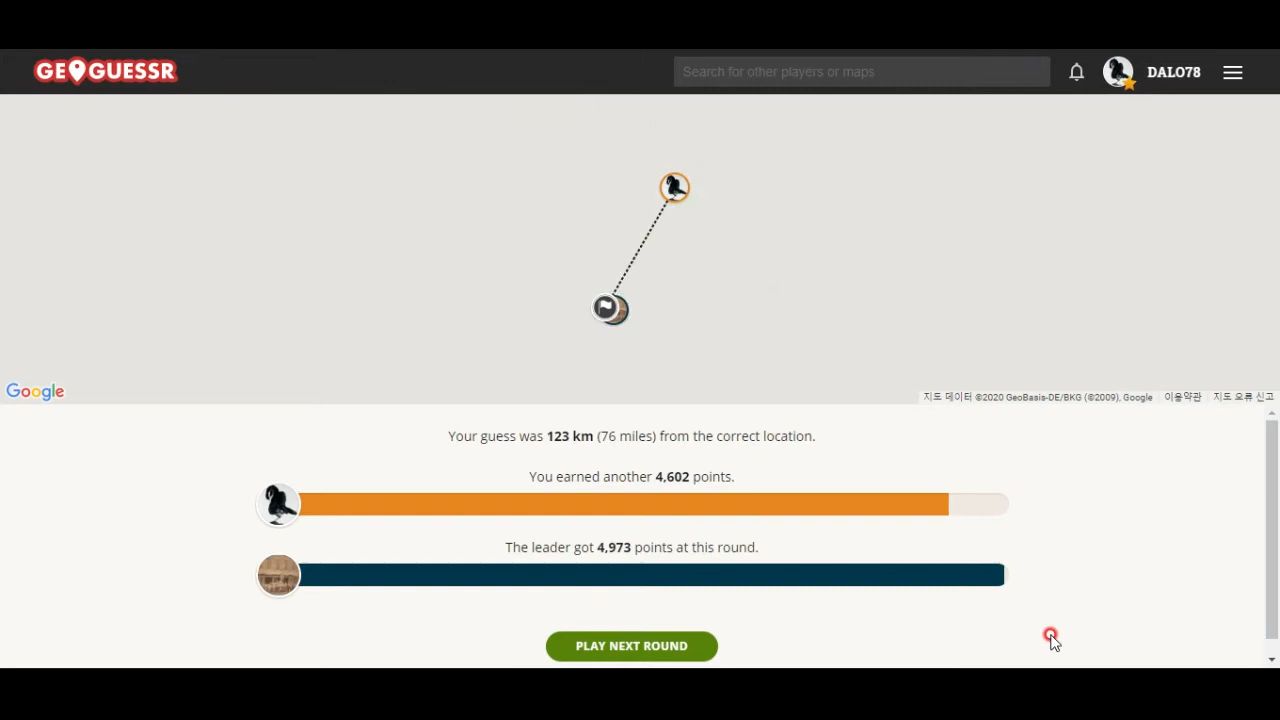 GEOGUESSR
Search for other players or maps
DALO78
Google
지도 데이터 ©2020 GeoBasis-DE/BKG (©2009), Google 이용약관 지도 오류 신고
Your guess was 123 km (76 miles) from the correct location.
You earned another 4,602 points.
The leader got 4,973 points at this round.
PLAY NEXT ROUND